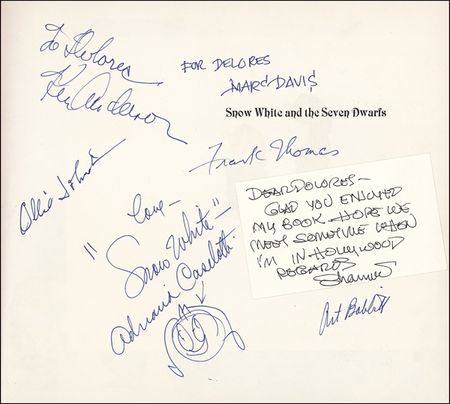 To Dolores
Ken Anderson
FOR DELORES
MARC DAVIS
Snow White and the Seven Dwarfs
Frank Thomas
Ollie Johnston
DEAR DOLORES –
GLAD YOU ENJOYED
MY BOOK – HOPE WE
MEET SOMETIME WHEN
I'M IN HOLLYWOOD
REGARDS
Shamus
Love –
"Snow White" –
Adriana Caselotti
Art Babbitt